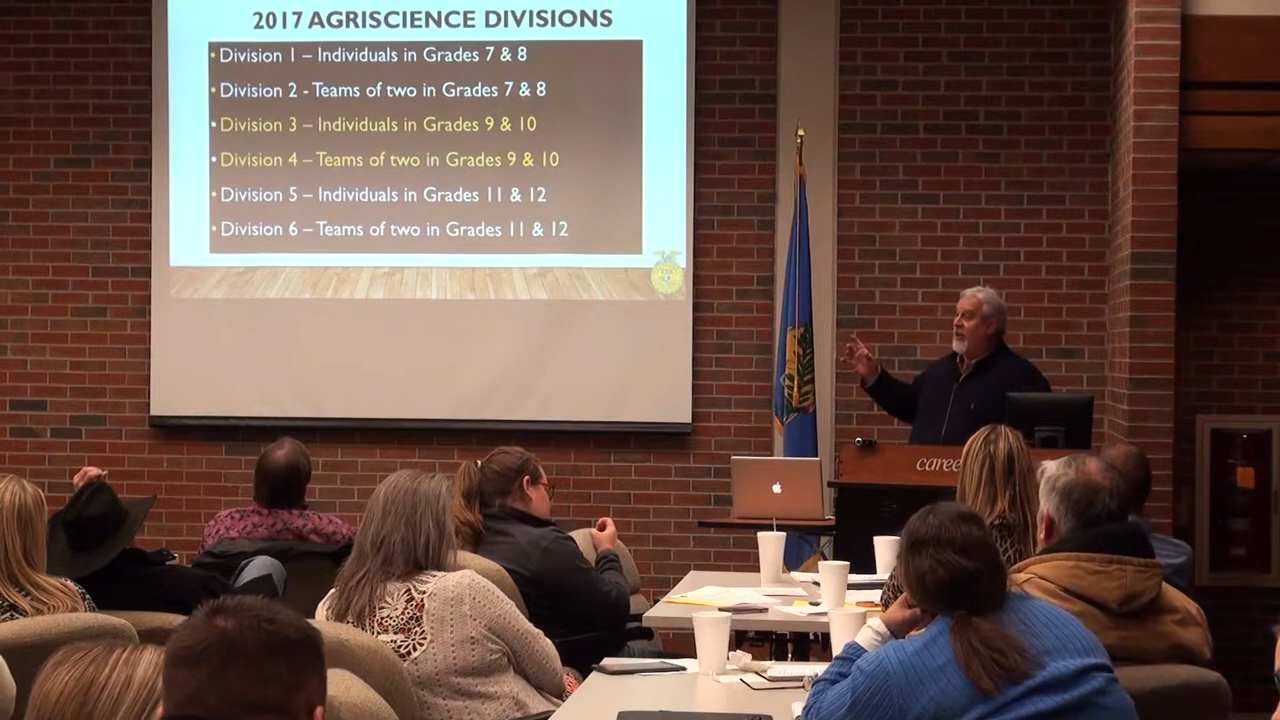 2017 AGRISCIENCE DIVISIONS
• Division 1 – Individuals in Grades 7 & 8
• Division 2 - Teams of two in Grades 7 & 8
• Division 3 – Individuals in Grades 9 & 10
• Division 4 – Teams of two in Grades 9 & 10
• Division 5 – Individuals in Grades 11 & 12
• Division 6 – Teams of two in Grades 11 & 12